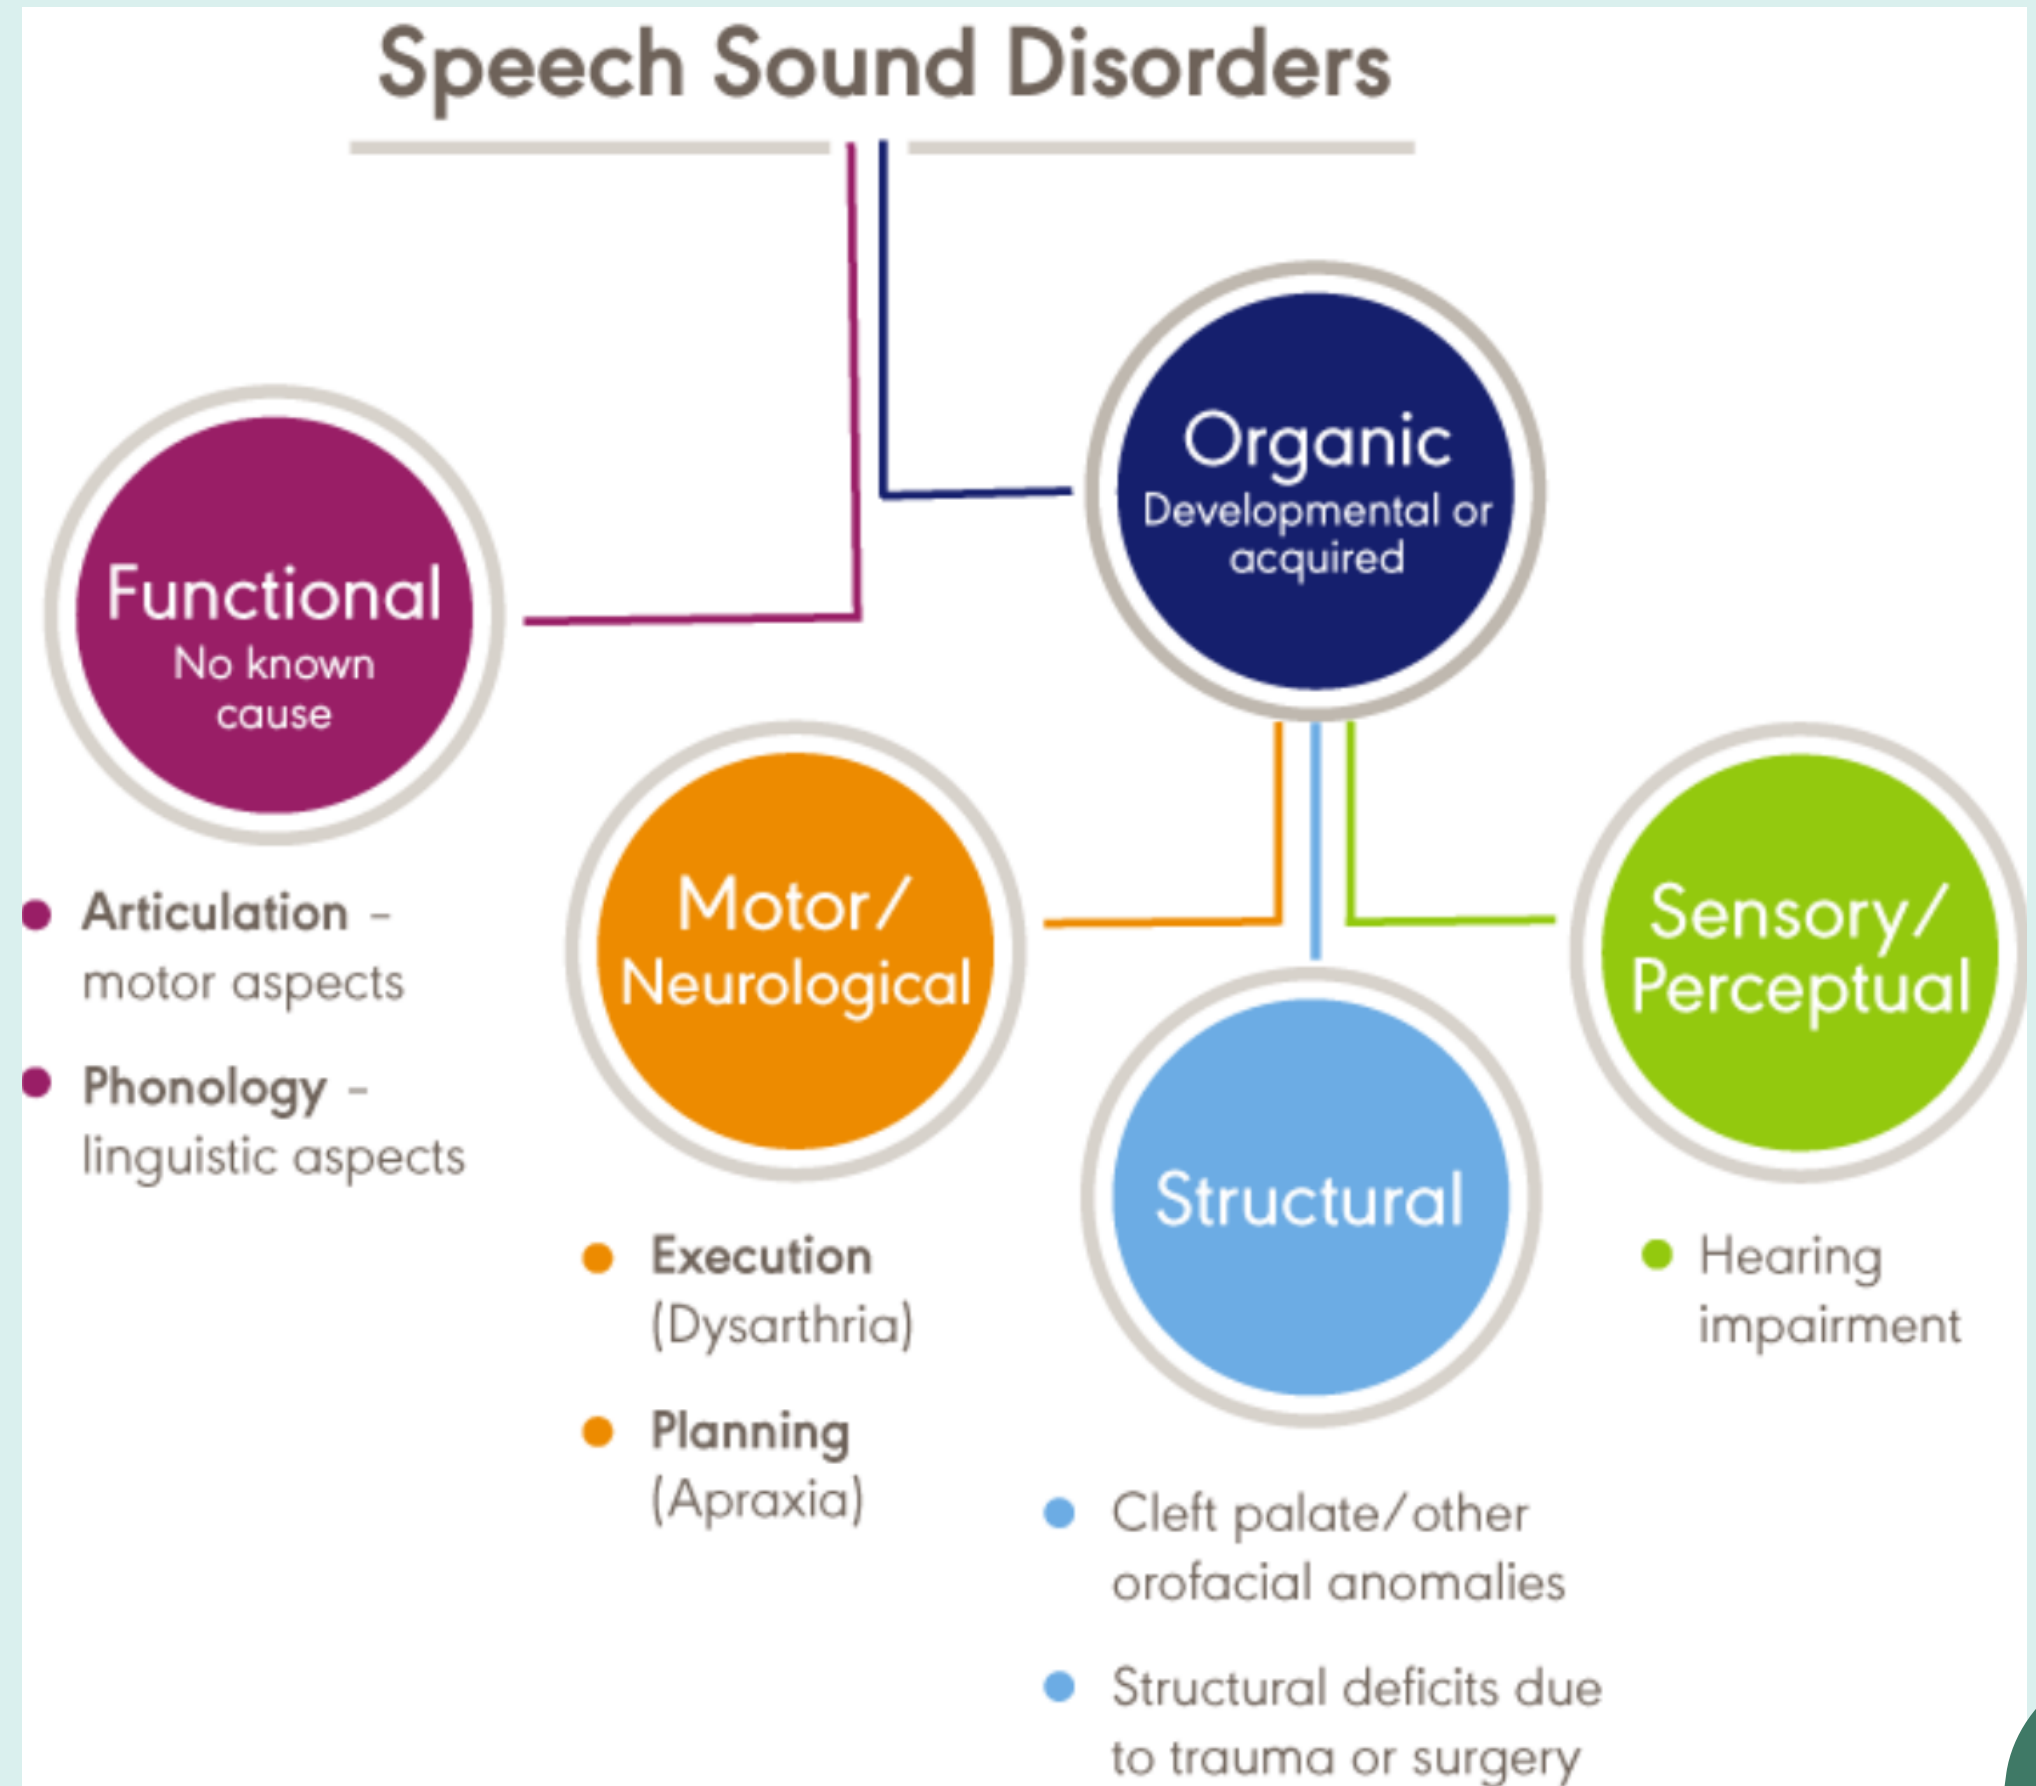 Speech Sound Disorders
Organic
Developmental or
acquired
Functional
No known
cause
Articulation –
motor aspects
Phonology –
linguistic aspects
Motor/
Neurological
Execution
(Dysarthria)
Planning
(Apraxia)
Structural
Cleft palate/other
orofacial anomalies
Structural deficits due
to trauma or surgery
Sensory/
Perceptual
Hearing
impairment